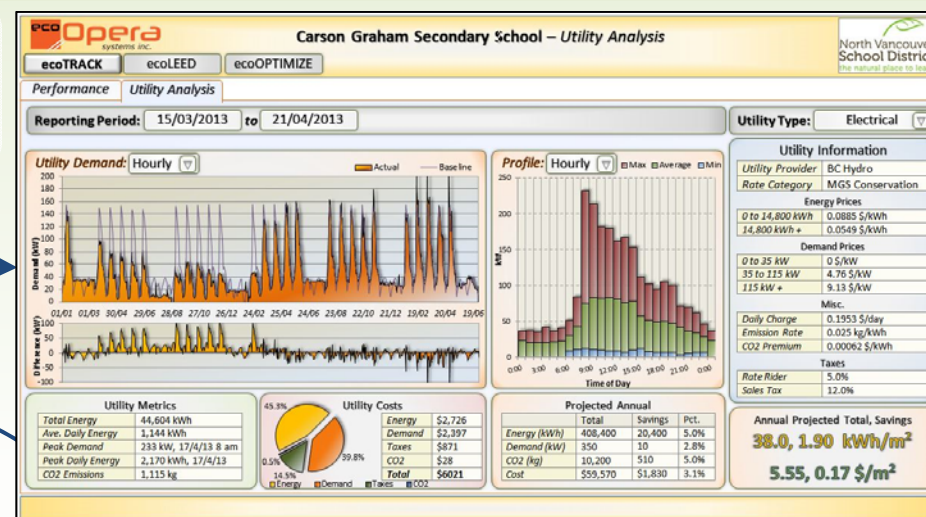 eco Opera
systems inc.
Carson Graham Secondary School – Utility Analysis
North Vancouve
School Distric
the natural place to lea
ecoTRACK ecoLEED ecoOPTIMIZE
Performance Utility Analysis
Reporting Period: 15/03/2013 to 21/04/2013
Utility Type: Electrical
Utility Demand: Hourly
Actual Baseline
200
180
160
140
120
100
80
60
40
20
0
Demand (kW)
01/01 01/03 30/04 29/06 28/08 27/10 26/12 24/02 24/04 23/06 22/08 21/10 20/12 18/02 19/04 19/06
100
50
0
-50
-100
Difference (kW)
Profile: Hourly
Max Average Min
250
200
150
100
50
0
kW
0:00 3:00 6:00 9:00 12:00 15:00 18:00 21:00 0:00
Time of Day
Utility Information
Utility Provider BC Hydro
Rate Category MGS Conservation
Energy Prices
0 to 14,800 kWh 0.0885 $/kWh
14,800 kWh + 0.0549 $/kWh
Demand Prices
0 to 35 kW 0 $/kW
35 to 115 kW 4.76 $/kW
115 kW + 9.13 $/kW
Misc.
Daily Charge 0.1953 $/day
Emission Rate 0.025 kg/kWh
CO2 Premium 0.00062 $/kWh
Taxes
Rate Rider 5.0%
Sales Tax 12.0%
Utility Metrics
Total Energy 44,604 kWh
Ave. Daily Energy 1,144 kWh
Peak Demand 233 kW, 17/4/13 8 am
Peak Daily Energy 2,170 kWh, 17/4/13
CO2 Emissions 1,115 kg
Utility Costs
45.3%
39.8%
14.5%
0.5%
Energy Demand Taxes CO2
Energy $2,726
Demand $2,397
Taxes $871
CO2 $28
Total $6021
Projected Annual
Total Savings Pct.
Energy (kWh) 408,400 20,400 5.0%
Demand (kW) 350 10 2.8%
CO2 (kg) 10,200 510 5.0%
Cost $59,570 $1,830 3.1%
Annual Projected Total, Savings
38.0, 1.90 kWh/m²
5.55, 0.17 $/m²